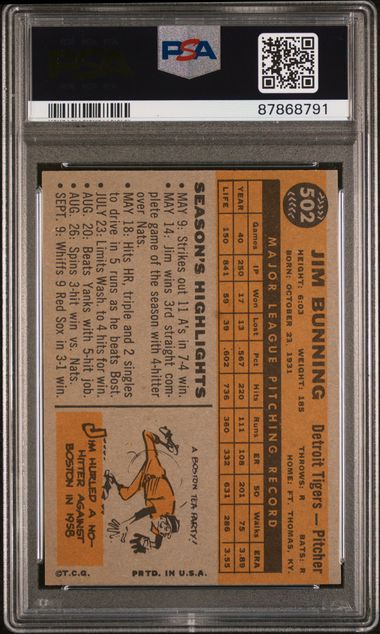 PSA
PSA
87868791
502
JIM BUNNING
Detroit Tigers — Pitcher
HEIGHT: 6:03 WEIGHT: 185 THROWS: R BATS: R
BORN: OCTOBER 23, 1931 HOME: FT. THOMAS, KY.
MAJOR LEAGUE PITCHING RECORD
Games IP Won Lost Pct Hits Runs ER SO Walks ERA
YEAR 40 250 17 13 .567 220 111 108 201 75 3.89
LIFE 150 841 59 39 .602 736 360 332 631 286 3.55
SEASON'S HIGHLIGHTS
• MAY 9: Strikes out 11 A's in 7-4 win.
• MAY 14: Jim wins 3rd straight com-
plete game of the season with 4-hitter
over Nats.
• MAY 18: Hits HR, triple and 2 singles
to drive in 5 runs as he beats Bost.
• JULY 23: Limits Wash. to 4 hits for win.
• AUG. 20: Beats Yanks with 5-hit job.
• AUG. 26: Spins 3-hit win vs. Nats.
• SEPT. 9: Whiffs 9 Red Sox in 3-1 win.
A BOSTON TEA PARTY!
JIM HURLED A NO-
HITTER AGAINST
BOSTON IN 1958.
©T.C.G. PRTD. IN U.S.A.